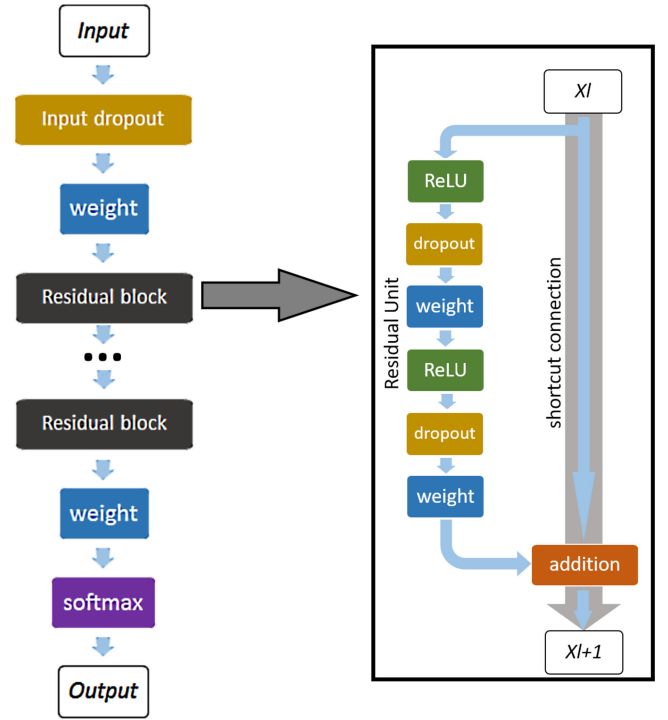 Input
Input dropout
weight
Residual block
...
Residual block
weight
softmax
Output
Xl
ReLU
dropout
weight
ReLU
dropout
weight
Residual Unit
shortcut connection
addition
Xl+1